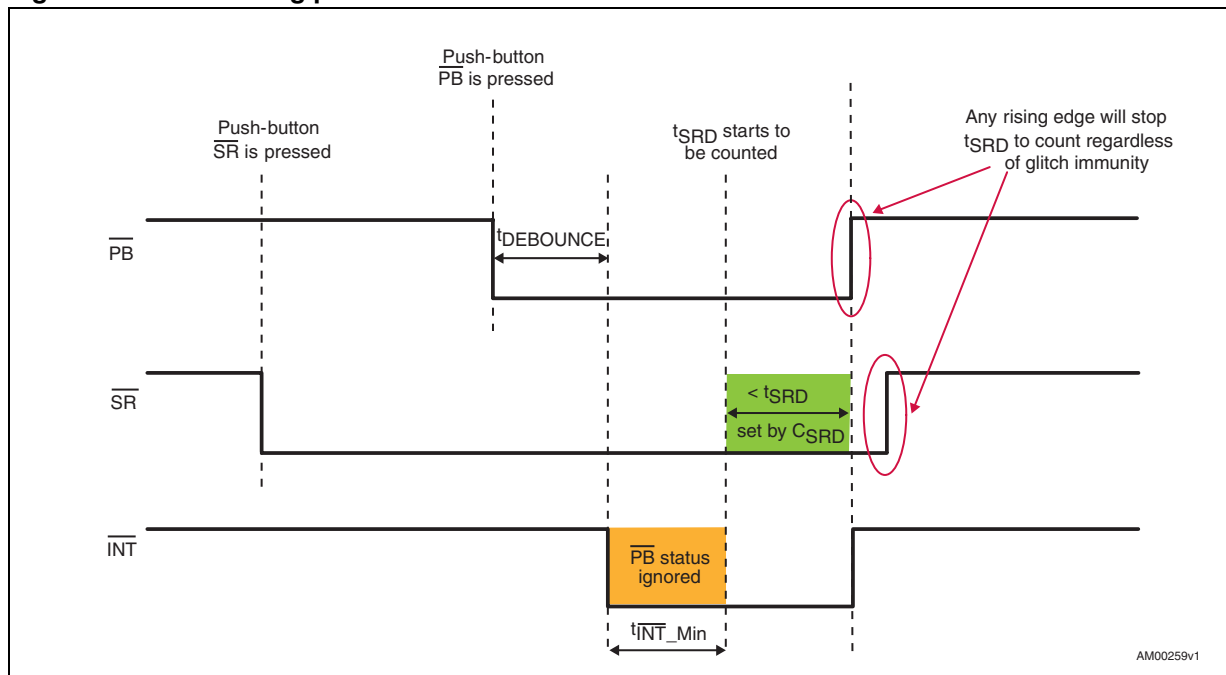 Push-button
PB is pressed
Push-button
SR is pressed
tSRD starts to
be counted
Any rising edge will stop
tSRD to count regardless
of glitch immunity
PB
tDEBOUNCE
SR
< tSRD
set by CSRD
INT
PB status
ignored
tINT_Min
AM00259v1